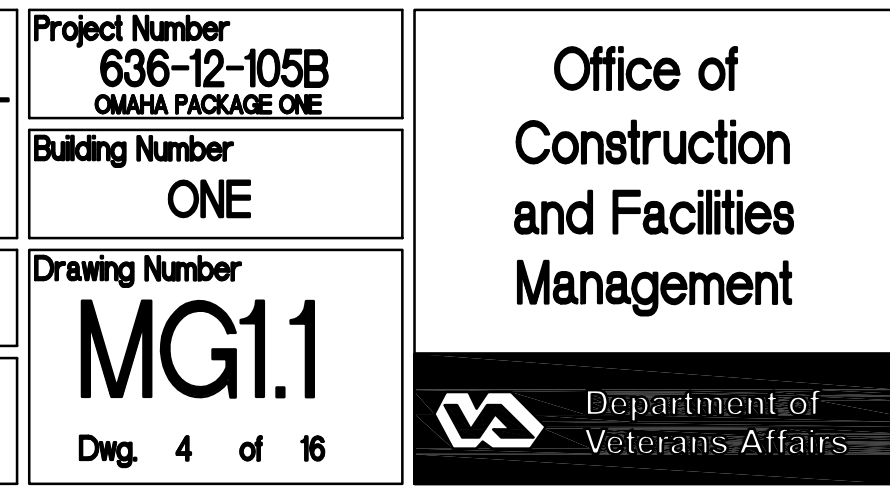 Project Number
636-12-105B
OMAHA PACKAGE ONE
Building Number
ONE
Drawing Number
MG1.1
Dwg. 4 of 16
Office of
Construction
and Facilities
Management
VA
Department of
Veterans Affairs